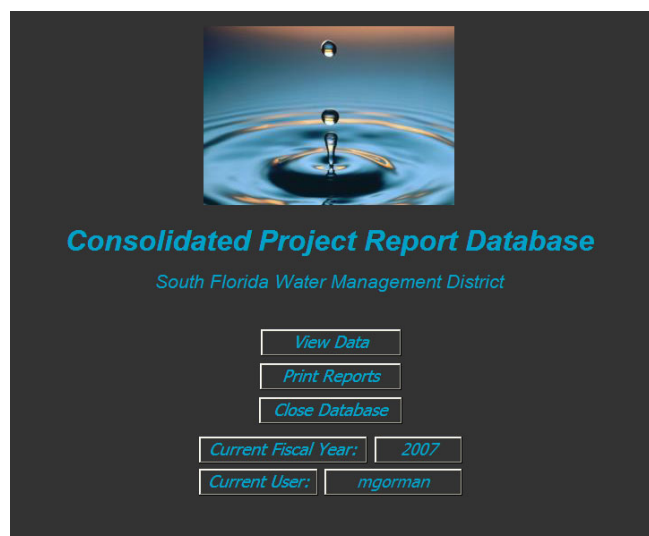 Consolidated Project Report Database
South Florida Water Management District
View Data
Print Reports
Close Database
Current Fiscal Year: 2007
Current User: mgorman